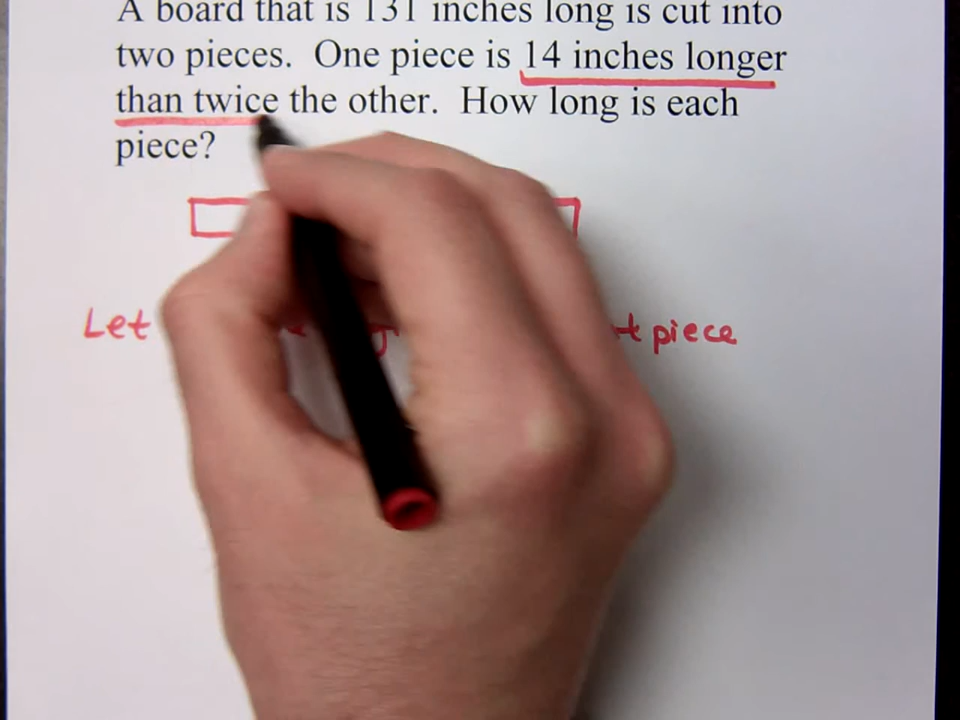 A board that is 131 inches long is cut into
two pieces. One piece is 14 inches longer
than twice the other. How long is each
piece?
Let piece